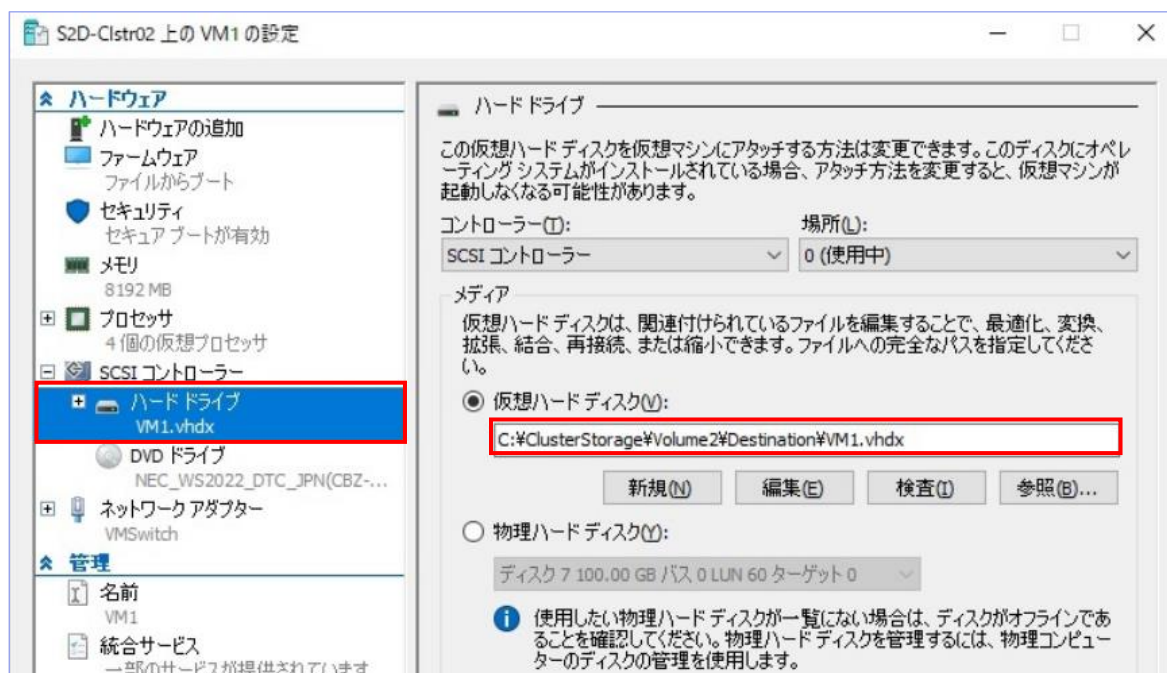 S2D-Clstr02 上の VM1 の設定
ハードウェア
ハードウェアの追加
ファームウェア
ファイルからブート
セキュリティ
セキュア ブートが有効
メモリ
8192 MB
プロセッサ
4 個の仮想プロセッサ
SCSI コントローラー
ハード ドライブ
VM1.vhdx
DVD ドライブ
NEC_WS2022_DTC_JPN(CBZ-...
ネットワーク アダプター
VMSwitch
管理
名前
VM1
統合サービス
一部のサービスが提供されています
ハード ドライブ
この仮想ハード ディスクを仮想マシンにアタッチする方法は変更できます。このディスクにオペレ
ーティング システムがインストールされている場合、アタッチ方法を変更すると、仮想マシンが
起動しなくなる可能性があります。
コントローラー(T):
場所(L):
SCSI コントローラー
0 (使用中)
メディア
仮想ハード ディスクは、関連付けられているファイルを編集することで、最適化、変換、
拡張、結合、再接続、または縮小できます。ファイルへの完全なパスを指定してくださ
い。
仮想ハード ディスク(V):
C:¥ClusterStorage¥Volume2¥Destination¥VM1.vhdx
新規(N) 編集(E) 検査(I) 参照(B)...
物理ハード ディスク(Y):
ディスク 7 100.00 GB バス 0 LUN 60 ターゲット 0
使用したい物理ハード ディスクが一覧にない場合は、ディスクがオフラインであ
ることを確認してください。物理ハード ディスクを管理するには、物理コンピュー
ターのディスクの管理を使用します。